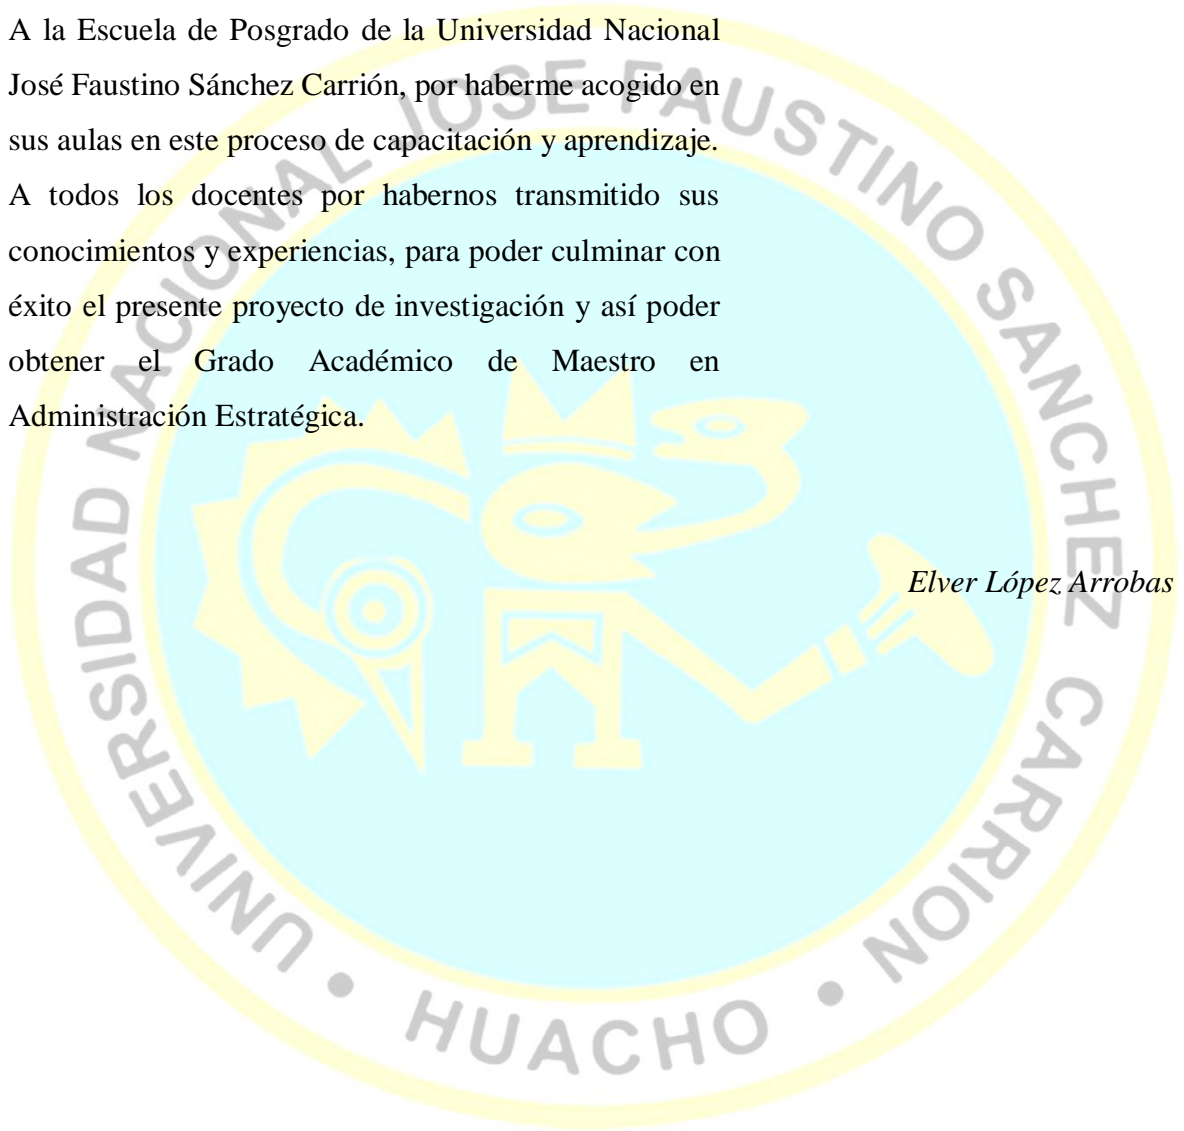 A la Escuela de Posgrado de la Universidad Nacional
José Faustino Sánchez Carrión, por haberme acogido en
sus aulas en este proceso de capacitación y aprendizaje.
A todos los docentes por habernos transmitido sus
conocimientos y experiencias, para poder culminar con
éxito el presente proyecto de investigación y así poder
obtener el Grado Académico de Maestro en
Administración Estratégica.
Elver López Arrobas
UNIVERSIDAD NACIONAL JOSE FAUSTINO SANCHEZ CARRION
• HUACHO •